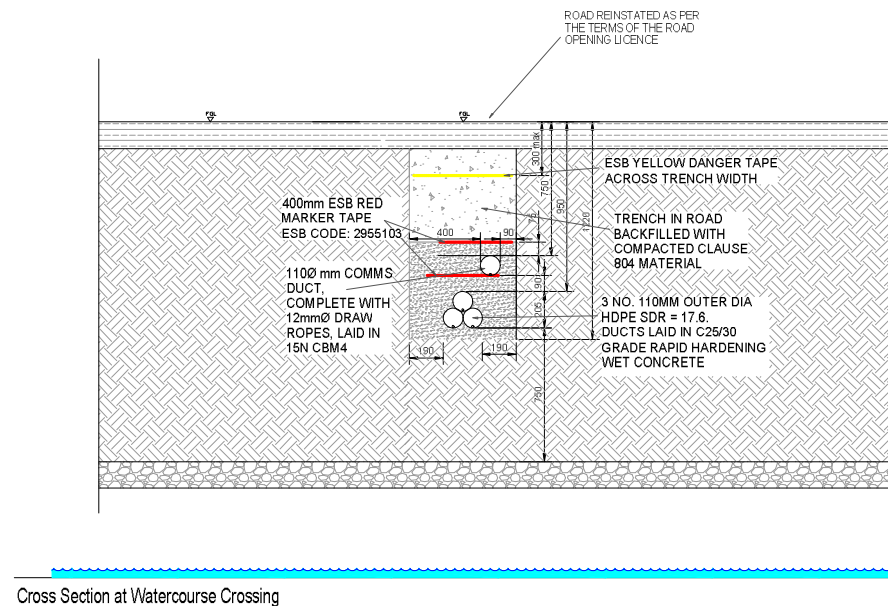 ROAD REINSTATED AS PER
THE TERMS OF THE ROAD
OPENING LICENCE
FGL
FGL
300 max
750
950
1220
ESB YELLOW DANGER TAPE
ACROSS TRENCH WIDTH
400mm ESB RED
MARKER TAPE
ESB CODE: 2955103
400
90
75
TRENCH IN ROAD
BACKFILLED WITH
COMPACTED CLAUSE
804 MATERIAL
110Ø mm COMMS
DUCT,
COMPLETE WITH
12mmØ DRAW
ROPES, LAID IN
15N CBM4
90
205
3 NO. 110MM OUTER DIA
HDPE SDR = 17.6.
DUCTS LAID IN C25/30
GRADE RAPID HARDENING
WET CONCRETE
190
190
750
Cross Section at Watercourse Crossing